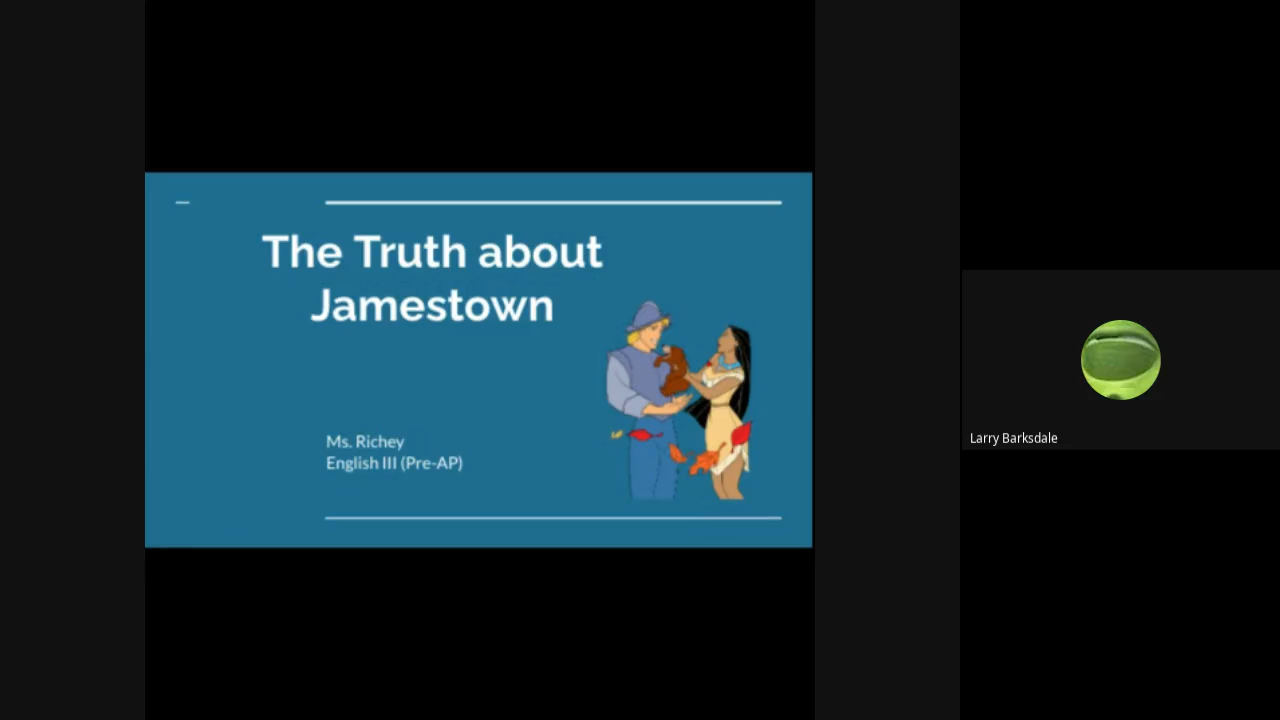 The Truth about
Jamestown
Ms. Richey
English III (Pre-AP)
Larry Barksdale